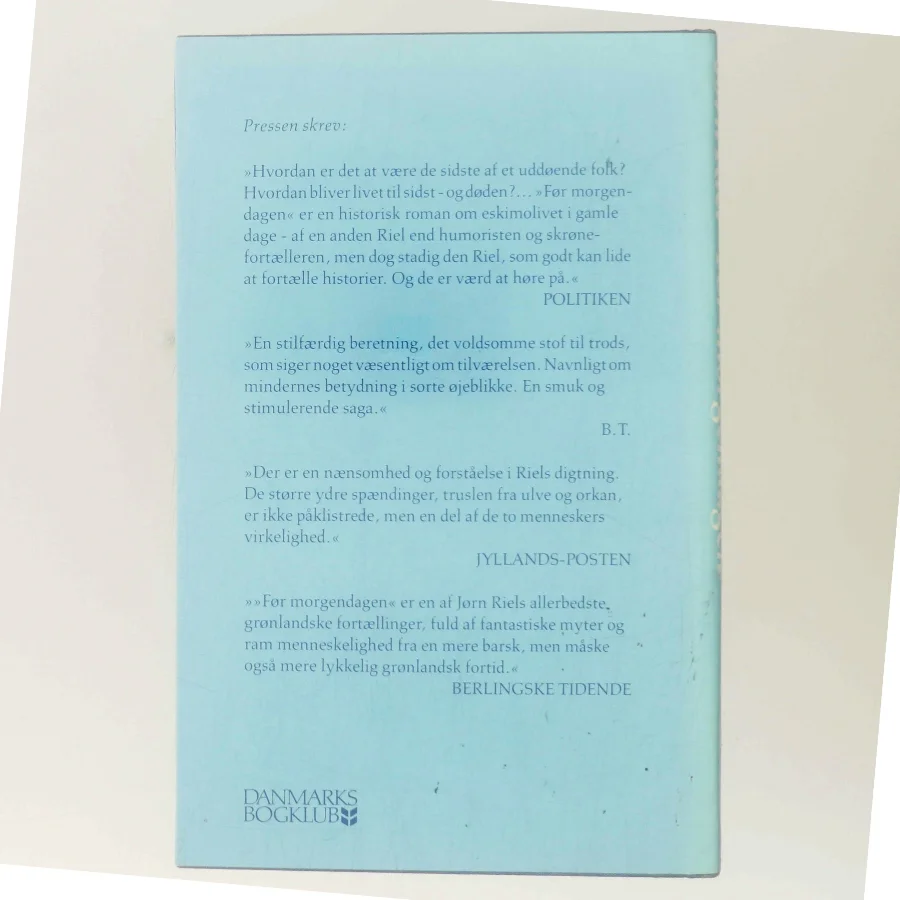 Pressen skrev:
»Hvordan er det at være de sidste af et uddøende folk?
Hvordan bliver livet til sidst - og døden?... »Før morgen-
dagen« er en historisk roman om eskimolivet i gamle
dage - af en anden Riel end humoristen og skrøne-
fortælleren, men dog stadig den Riel, som godt kan lide
at fortælle historier. Og de er værd at høre på.«
POLITIKEN
»En stilfærdig beretning, det voldsomme stof til trods,
som siger noget væsentligt om tilværelsen. Navnligt om
mindernes betydning i sorte øjeblikke. En smuk og
stimulerende saga.«
B.T.
»Der er en nænsomhed og forståelse i Riels digtning.
De større ydre spændinger, truslen fra ulve og orkan,
er ikke påklistrede, men en del af de to menneskers
virkelighed.«
JYLLANDS-POSTEN
»»Før morgendagen« er en af Jørn Riels allerbedste,
grønlandske fortællinger, fuld af fantastiske myter og
ram menneskelighed fra en mere barsk, men måske
også mere lykkelig grønlandsk fortid.«
BERLINGSKE TIDENDE
DANMARKS
BOGKLUB